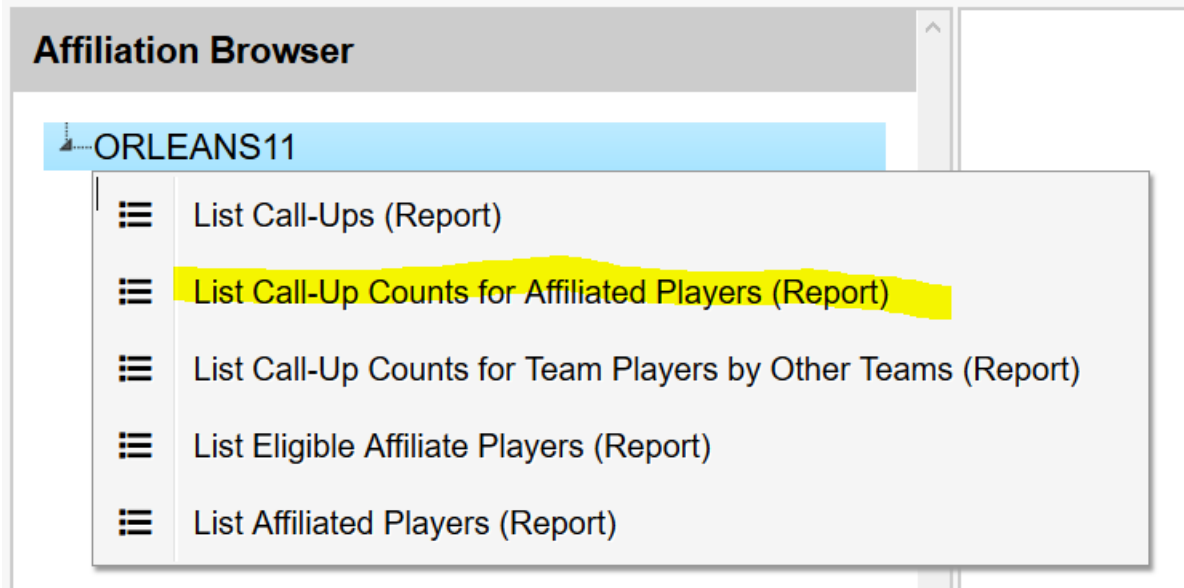 Affiliation Browser
ORLEANS11
List Call-Ups (Report)
List Call-Up Counts for Affiliated Players (Report)
List Call-Up Counts for Team Players by Other Teams (Report)
List Eligible Affiliate Players (Report)
List Affiliated Players (Report)